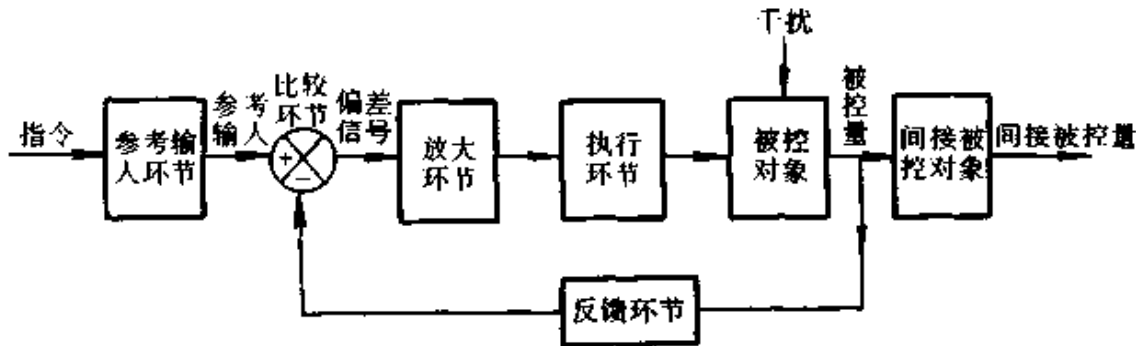 干扰
指令
参考输
人环节
参考
输人
比较
环节
偏差
信号
放大
环节
执行
环节
被控
对象
被控量
间接被
控对象
间接被控量
+
−
反馈环节